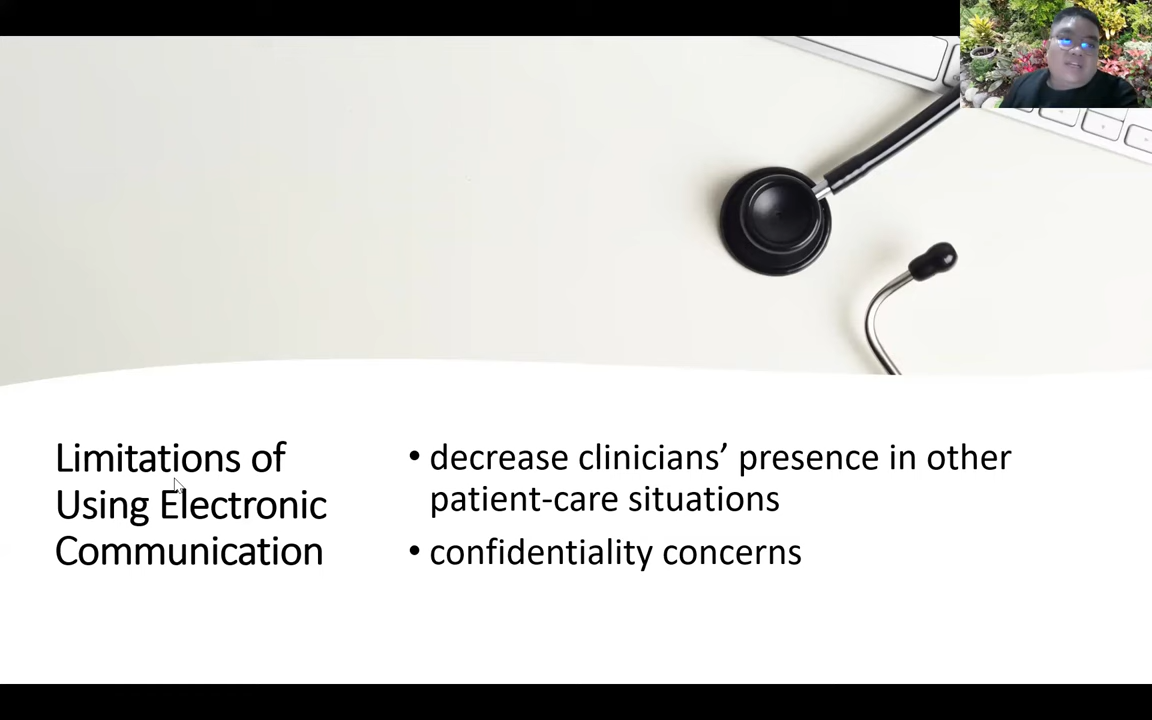 Limitations of
Using Electronic
Communication
• decrease clinicians’ presence in other
patient-care situations
• confidentiality concerns